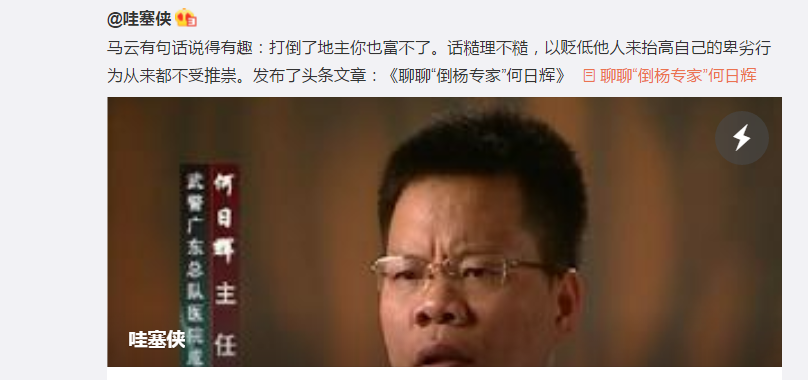 @哇塞侠
马云有句话说得有趣：打倒了地主你也富不了。话糙理不糙，以贬低他人来抬高自己的卑劣行
为从来都不受推崇。发布了头条文章：《聊聊“倒杨专家”何日辉》 聊聊“倒杨专家”何日辉
何日辉 主任
武警广东总队医院
哇塞侠